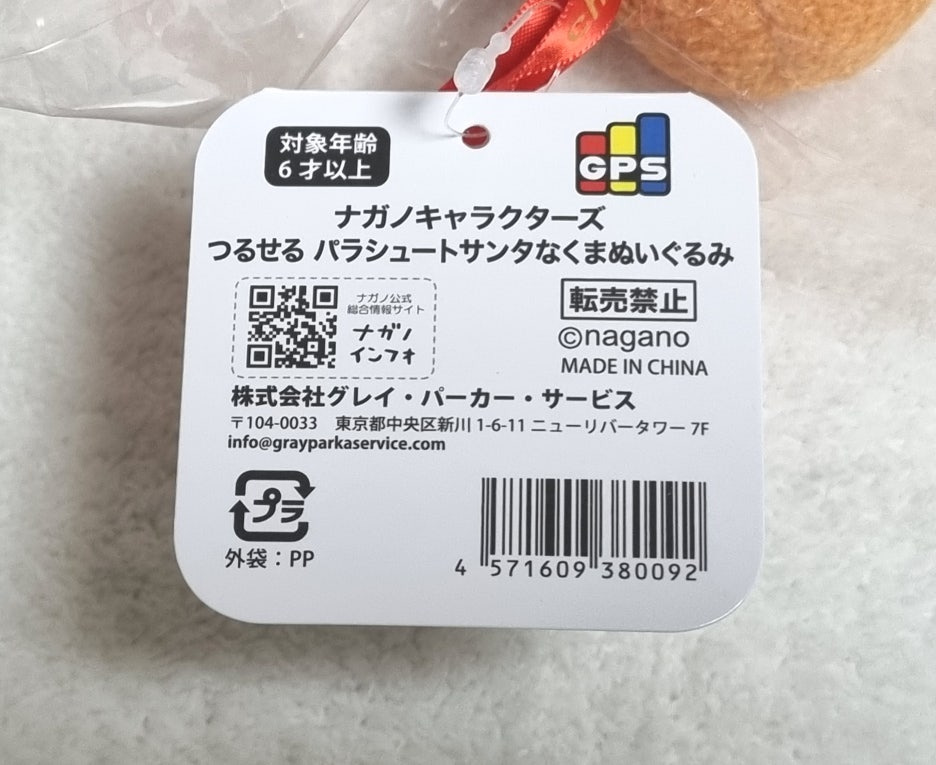 対象年齢
6才以上
GPS
ナガノキャラクターズ
つるせる パラシュートサンタなくまぬいぐるみ
ナガノ公式
総合情報サイト
ナガノ
インフォ
転売禁止
©nagano
MADE IN CHINA
株式会社グレイ・パーカー・サービス
〒104-0033 東京都中央区新川 1-6-11 ニューリバータワー 7F
info@grayparkaservice.com
プラ
外袋：PP
4 571609 380092